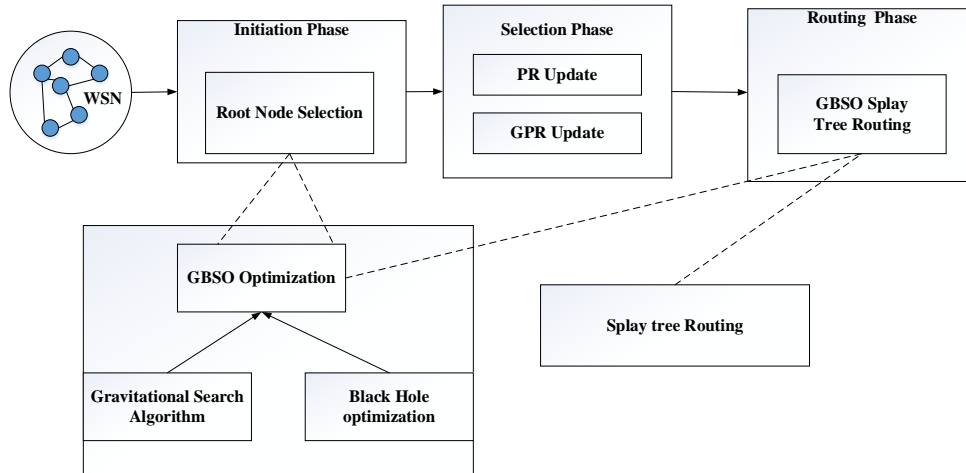 Initiation Phase
Selection Phase
Routing Phase
WSN
Root Node Selection
PR Update
GPR Update
GBSO Splay
Tree Routing
GBSO Optimization
Splay tree Routing
Gravitational Search
Algorithm
Black Hole
optimization